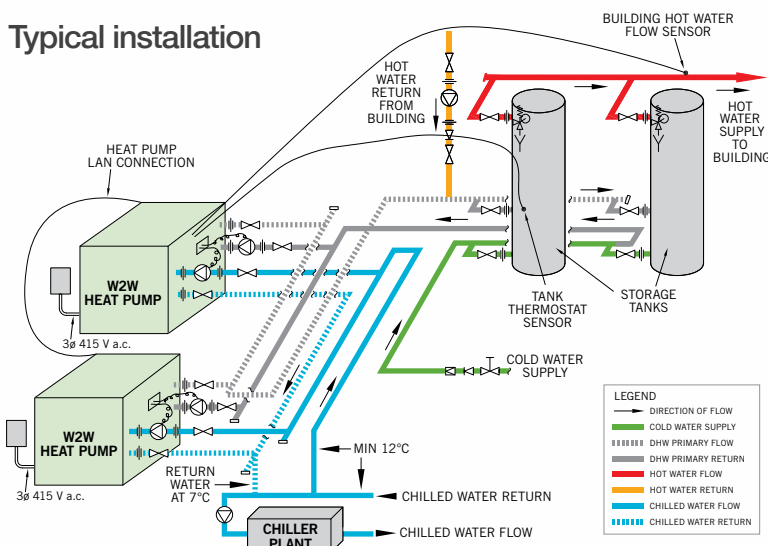 Typical installation
BUILDING HOT WATER
FLOW SENSOR
HOT
WATER
RETURN
FROM
BUILDING
HOT
WATER
SUPPLY
TO
BUILDING
HEAT PUMP
LAN CONNECTION
W2W
HEAT PUMP
3ø 415 V a.c.
TANK
THERMOSTAT
SENSOR
STORAGE
TANKS
COLD WATER
SUPPLY
W2W
HEAT PUMP
3ø 415 V a.c.
RETURN
WATER
AT 7°C
MIN 12°C
CHILLED WATER RETURN
CHILLER
PLANT
CHILLED WATER FLOW
LEGEND
DIRECTION OF FLOW
COLD WATER SUPPLY
DHW PRIMARY FLOW
DHW PRIMARY RETURN
HOT WATER FLOW
HOT WATER RETURN
CHILLED WATER FLOW
CHILLED WATER RETURN